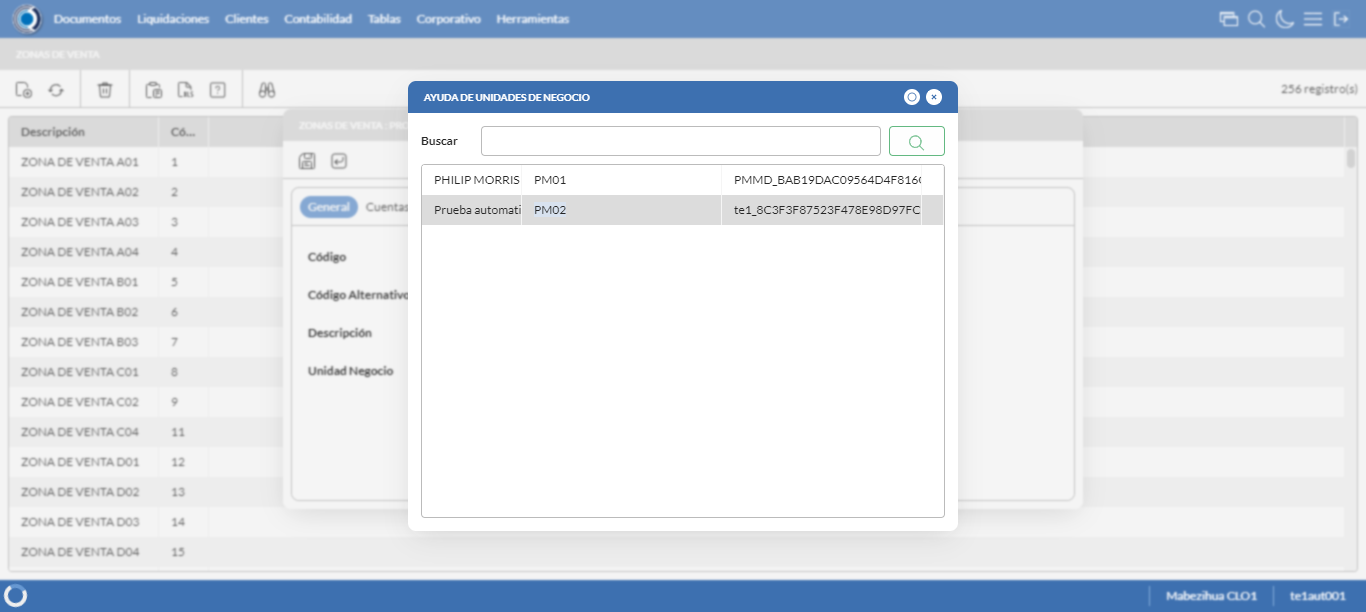 Documentos Liquidaciones Clientes Contabilidad Tablas Corporativo Herramientas
ZONAS DE VENTA
256 registro(s)
AYUDA DE UNIDADES DE NEGOCIO
Buscar
PHILIP MORRIS PM01 PMMD_BAB19DAC09564D4F816
Prueba automati PM02 te1_8C3F3F87523F478E98D97FC
ZONAS DE VENTA : PRO
General Cuentas
Código
Código Alternativo
Descripción
Unidad Negocio
Descripción Có...
ZONA DE VENTA A01 1
ZONA DE VENTA A02 2
ZONA DE VENTA A03 3
ZONA DE VENTA A04 4
ZONA DE VENTA B01 5
ZONA DE VENTA B02 6
ZONA DE VENTA B03 7
ZONA DE VENTA C01 8
ZONA DE VENTA C02 9
ZONA DE VENTA C04 11
ZONA DE VENTA D01 12
ZONA DE VENTA D02 13
ZONA DE VENTA D03 14
ZONA DE VENTA D04 15
Mabezihua CLO1 te1aut001